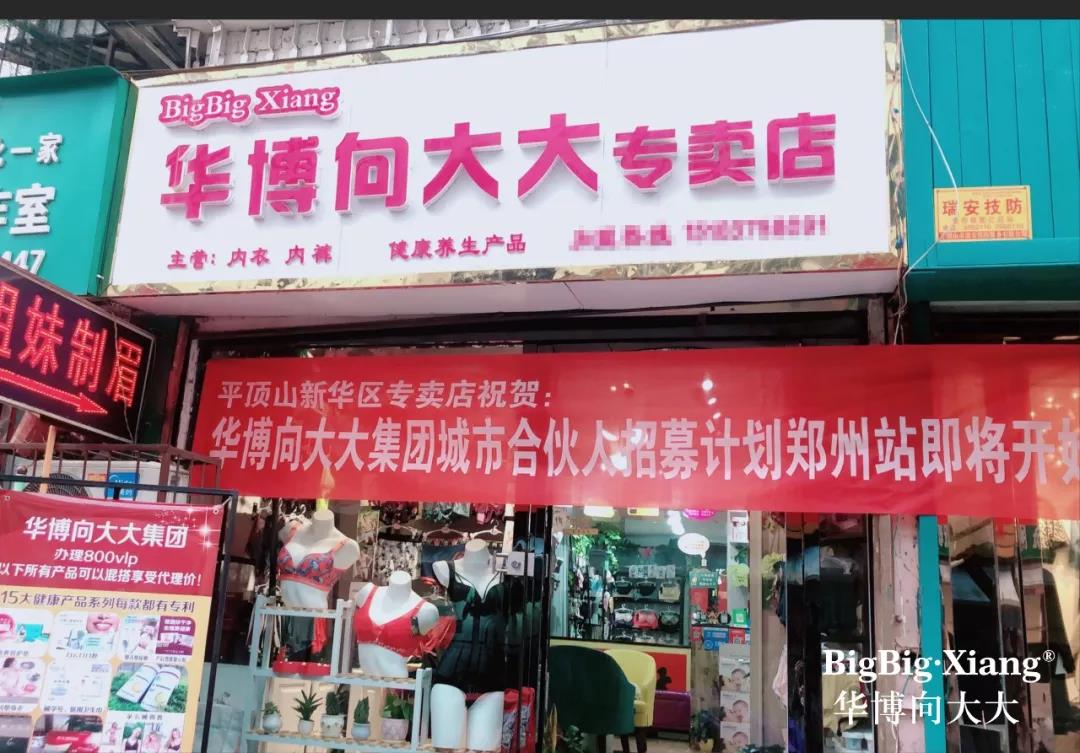 BigBig Xiang
华博向大大专卖店
主营：内衣 内裤 健康养生产品
一家
室
447
姐妹制眉
瑞安技防
平顶山新华区专卖店祝贺：
华博向大大集团城市合伙人招募计划郑州站即将开始
华博向大大集团
办理800vip
以下所有产品可以混搭享受代理价！
15大健康产品系列每款都有专利
BigBig·Xiang®
华博向大大